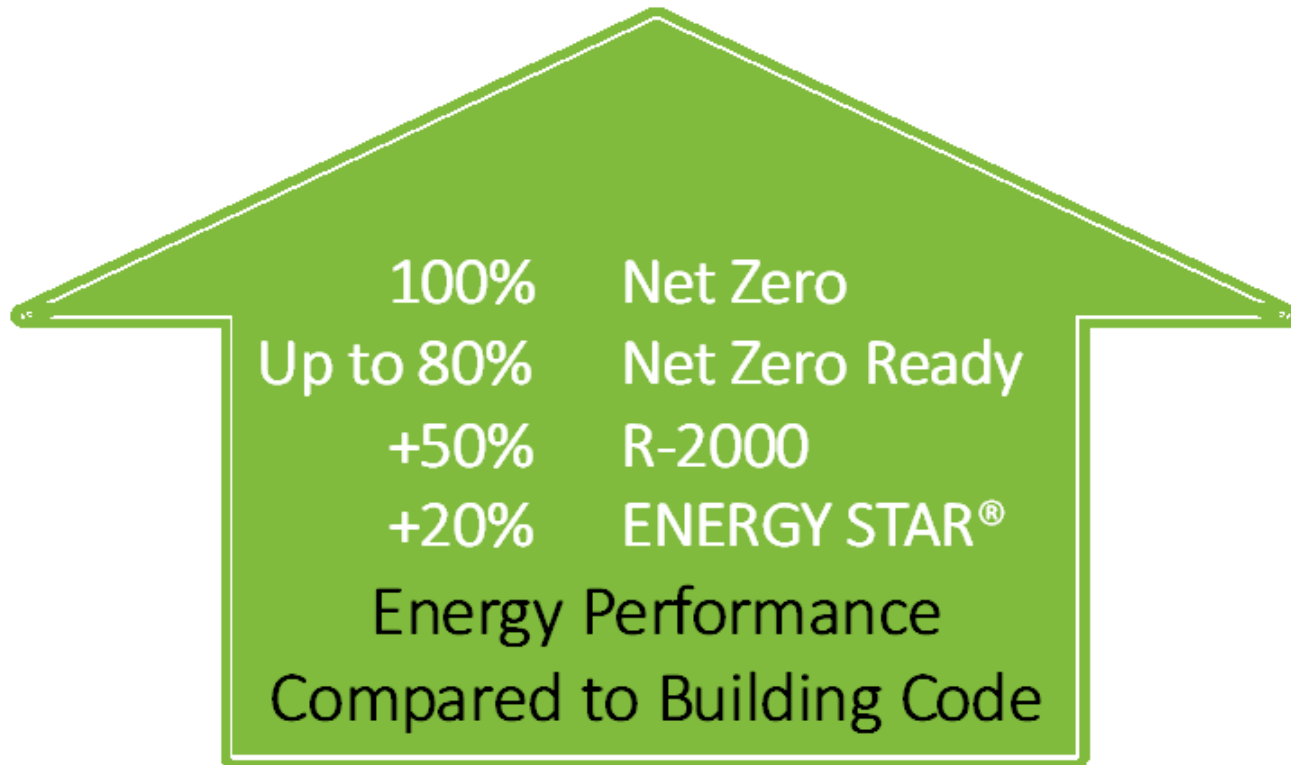 100% Net Zero
Up to 80% Net Zero Ready
+50% R-2000
+20% ENERGY STAR®
Energy Performance
Compared to Building Code